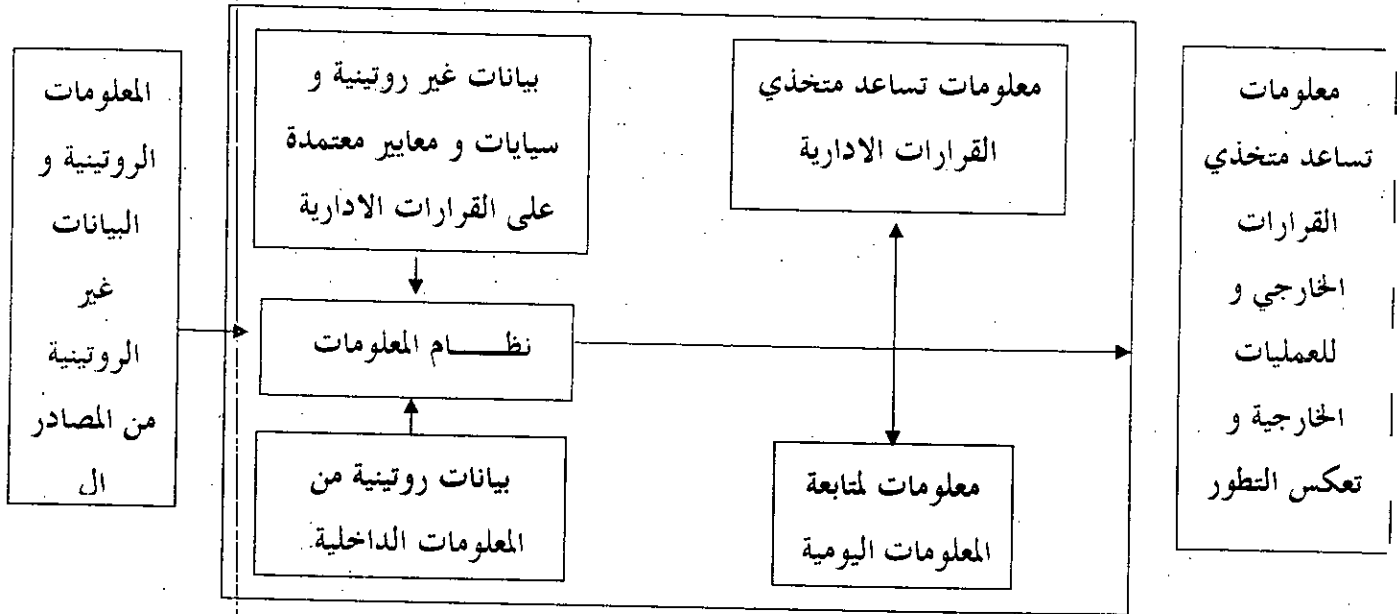 المعلومات
الروتينية و
البيانات
غير
الروتينية
من المصادر
ال
بيانات غير روتينية و
سيايات و معايير معتمدة
على القرارات الادارية
نظـــــام المعلومات
بيانات روتينية من
المعلومات الداخلية
معلومات تساعد متخذي
القرارات الادارية
معلومات لمتابعة
المعلومات اليومية
معلومات
تساعد متخذي
القرارات
الخارجي و
للعمليات
الخارجية و
تعكس التطور